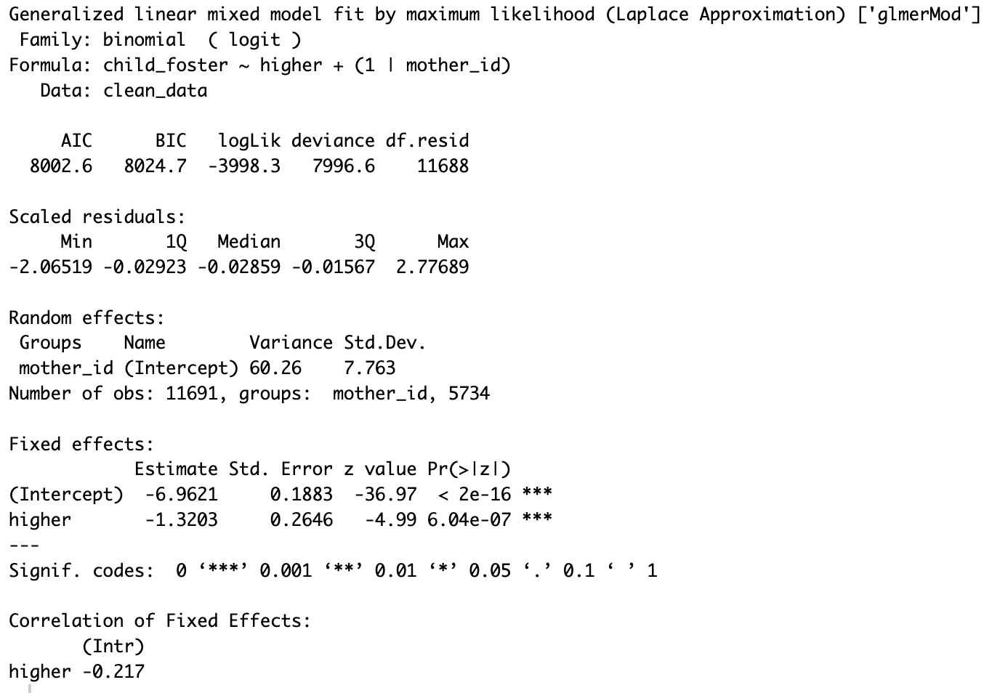 Generalized linear mixed model fit by maximum likelihood (Laplace Approximation) ['glmerMod']
 Family: binomial  ( logit )
Formula: child_foster ~ higher + (1 | mother_id)
   Data: clean_data

     AIC      BIC   logLik deviance df.resid
  8002.6   8024.7  -3998.3   7996.6    11688

Scaled residuals:
     Min       1Q   Median       3Q      Max
-2.06519 -0.02923 -0.02859 -0.01567  2.77689

Random effects:
 Groups    Name        Variance Std.Dev.
 mother_id (Intercept) 60.26    7.763
Number of obs: 11691, groups:  mother_id, 5734

Fixed effects:
            Estimate Std. Error z value Pr(>|z|)
(Intercept)  -6.9621     0.1883  -36.97  < 2e-16 ***
higher       -1.3203     0.2646   -4.99 6.04e-07 ***
---
Signif. codes:  0 ‘***’ 0.001 ‘**’ 0.01 ‘*’ 0.05 ‘.’ 0.1 ‘ ’ 1

Correlation of Fixed Effects:
       (Intr)
higher -0.217